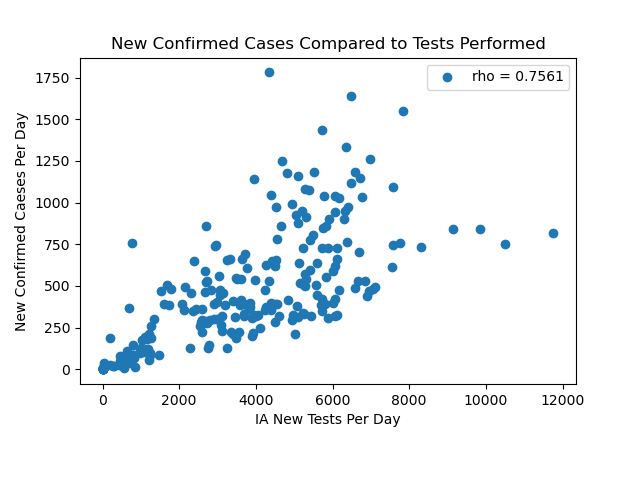 New Confirmed Cases Compared to Tests Performed
rho = 0.7561
New Confirmed Caeses Per Day
1750
1500
1250
1000
750
500
250
0
0 2000 4000 6000 8000 10000 12000
IA New Tests Per Day